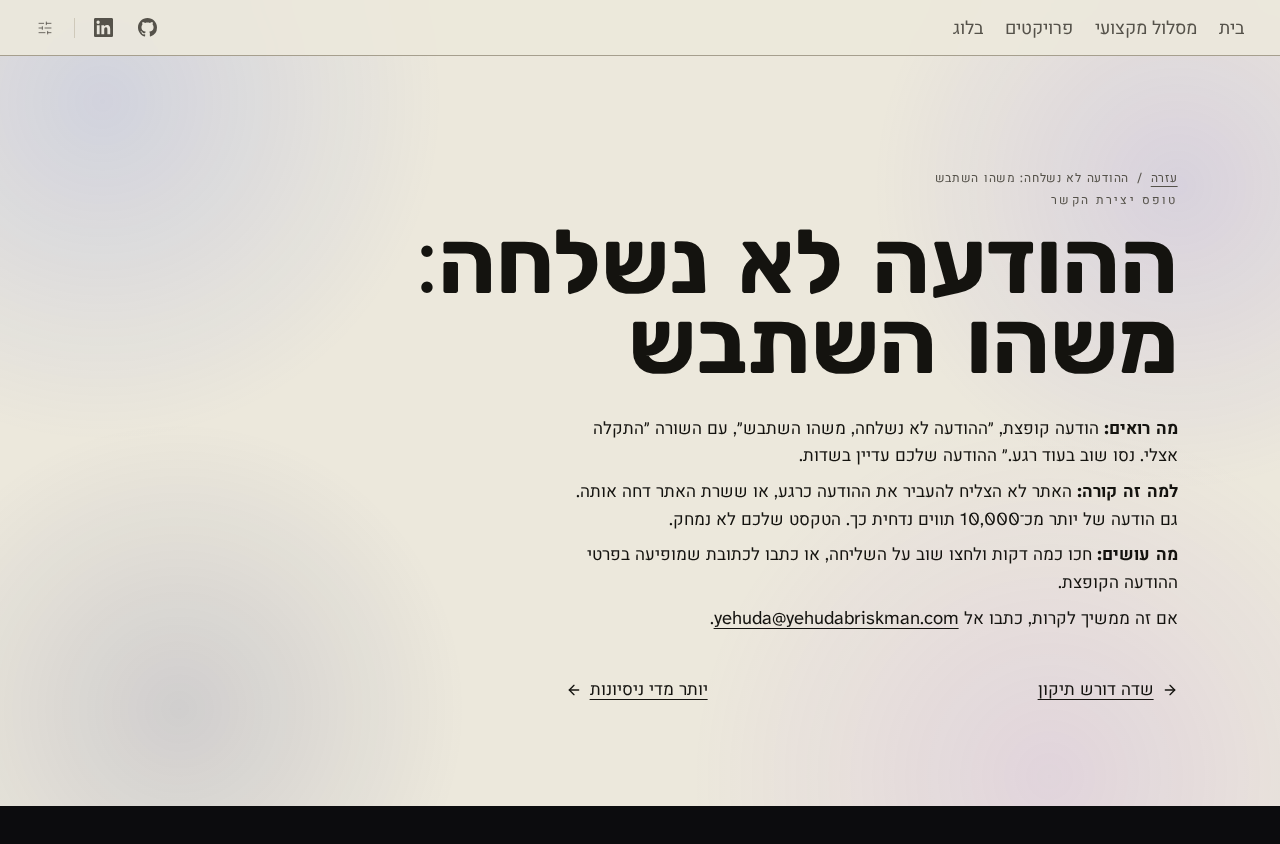 בית
מסלול מקצועי
פרויקטים
בלוג
עזרה / ההודעה לא נשלחה: משהו השתבש
טופס יצירת הקשר
ההודעה לא נשלחה:
משהו השתבש
מה רואים: הודעה קופצת, ״ההודעה לא נשלחה, משהו השתבש״, עם השורה ״התקלה
אצלי. נסו שוב בעוד רגע.״ ההודעה שלכם עדיין בשדות.
למה זה קורה: האתר לא הצליח להעביר את ההודעה כרגע, או ששרת האתר דחה אותה.
גם הודעה של יותר מכ־10,000 תווים נדחית כך. הטקסט שלכם לא נמחק.
מה עושים: חכו כמה דקות ולחצו שוב על השליחה, או כתבו לכתובת שמופיעה בפרטי
ההודעה הקופצת.
אם זה ממשיך לקרות, כתבו אל yehuda@yehudabriskman.com.
→ שדה דורש תיקון
יותר מדי ניסיונות ←